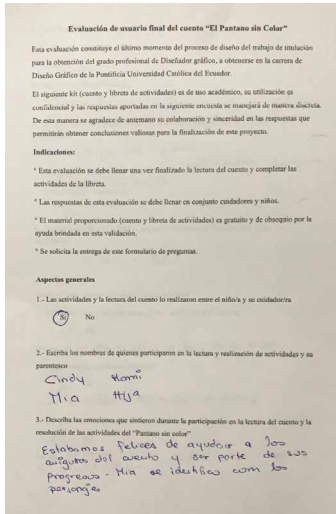 Evaluación de usuario final del cuento "El Pantano sin Color"
Esta evaluación constituye el último momento del proceso de diseño del trabajo de titulación
para la obtención del grado profesional de Diseñador gráfico, a obtenerse en la carrera de
Diseño Gráfico de la Pontificia Universidad Católica del Ecuador.
El siguiente kit (cuento y libreta de actividades) es de uso académico, su utilización es
confidencial y las respuestas aportadas en la siguiente encuesta se manejará de manera discreta.
De esta manera se agradece de antemano su colaboración y sinceridad en las respuestas que
permitirán obtener conclusiones valiosas para la finalización de este proyecto.
Indicaciones:
* Esta evaluación se debe llenar una vez finalizado la lectura del cuento y completar las
actividades de la libreta.
* Las respuestas de esta evaluación se debe llenar en conjunto cuidadores y niños.
* El material proporcionado (cuento y libreta de actividades) es gratuito y de obsequio por la
ayuda brindada en esta validación.
* Se solicita la entrega de este formulario de preguntas.
Aspectos generales
1.- Las actividades y la lectura del cuento lo realizaron entre el niño/a y su cuidador/ra
Si No
2.- Escriba los nombres de quienes participaron en la lectura y realización de actividades y su
parentesco
Cindy Mami
Mia Hija
3.- Describa las emociones que sintieron durante la participación en la lectura del cuento y la
resolución de las actividades del "Pantano sin color"
Estabamos felices de ayudar a los
amiguitos del cuento y ser parte de sus
progresos. Mia se identifico com los
personajes